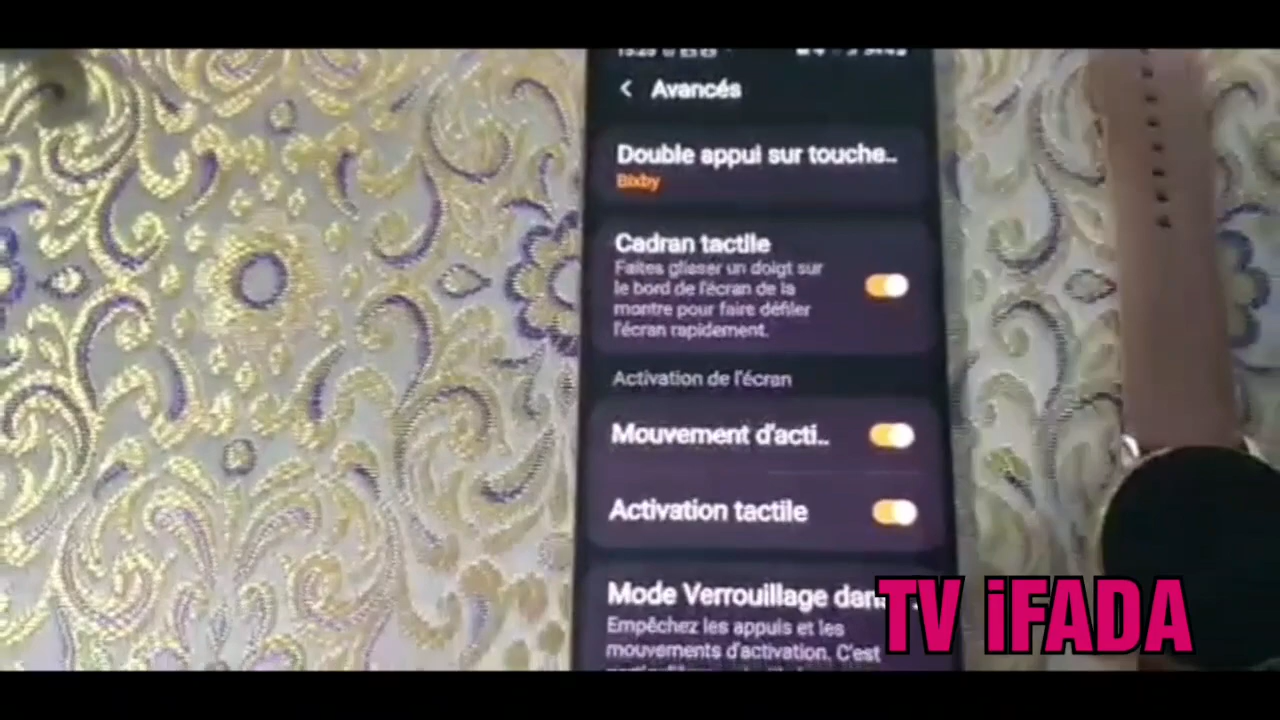 Avancés
Double appui sur touche..
Bixby
Cadran tactile
Faites glisser un doigt sur
le bord de l'écran de la
montre pour faire défiler
l'écran rapidement.
Activation de l'écran
Mouvement d'acti..
Activation tactile
Mode Verrouillage dan
Empêchez les appuis et les
mouvements d'activation. C'est
TV iFADA